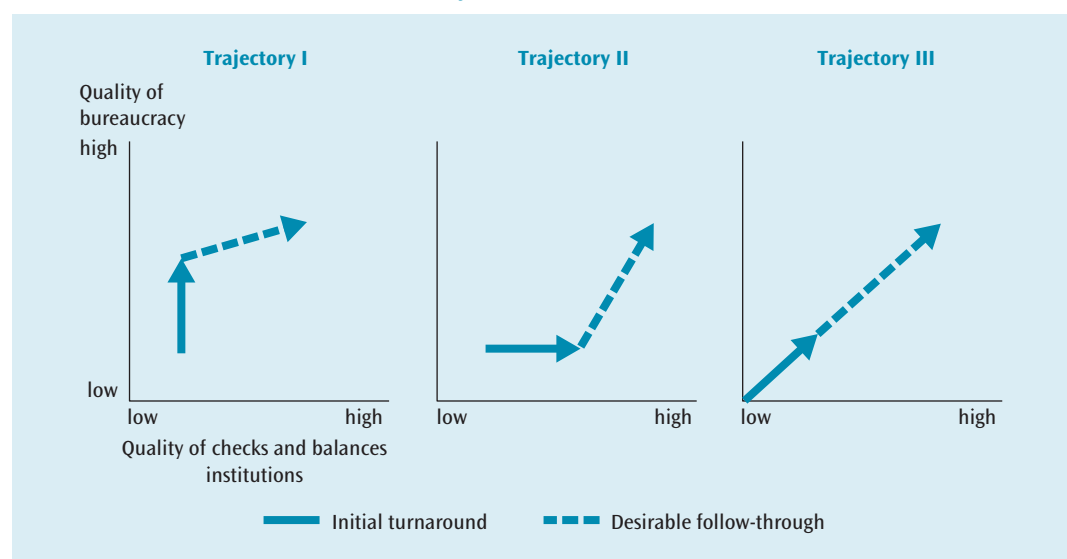 Trajectory I
Trajectory II
Trajectory III
Quality of
bureaucracy
high
low
low
high
low
high
low
high
Quality of checks and balances
institutions
Initial turnaround
Desirable follow-through